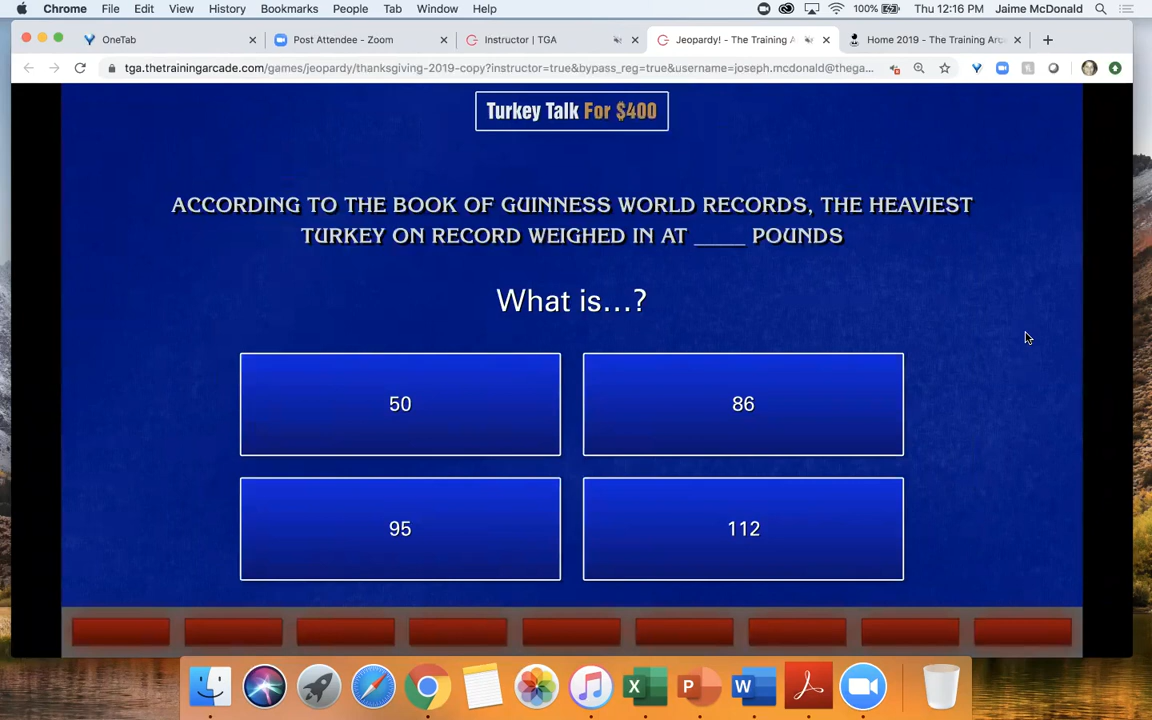 Chrome File Edit View History Bookmarks People Tab Window Help 100% Thu 12:16 PM Jaime McDonald
OneTab Post Attendee - Zoom Instructor | TGA Jeopardy! - The Training A Home 2019 - The Training Arc
tga.thetrainingarcade.com/games/jeopardy/thanksgiving-2019-copy?instructor=true&bypass_reg=true&username=joseph.mcdonald@thega...
Turkey Talk For $400
ACCORDING TO THE BOOK OF GUINNESS WORLD RECORDS, THE HEAVIEST
TURKEY ON RECORD WEIGHED IN AT _____ POUNDS
What is...?
50
86
95
112